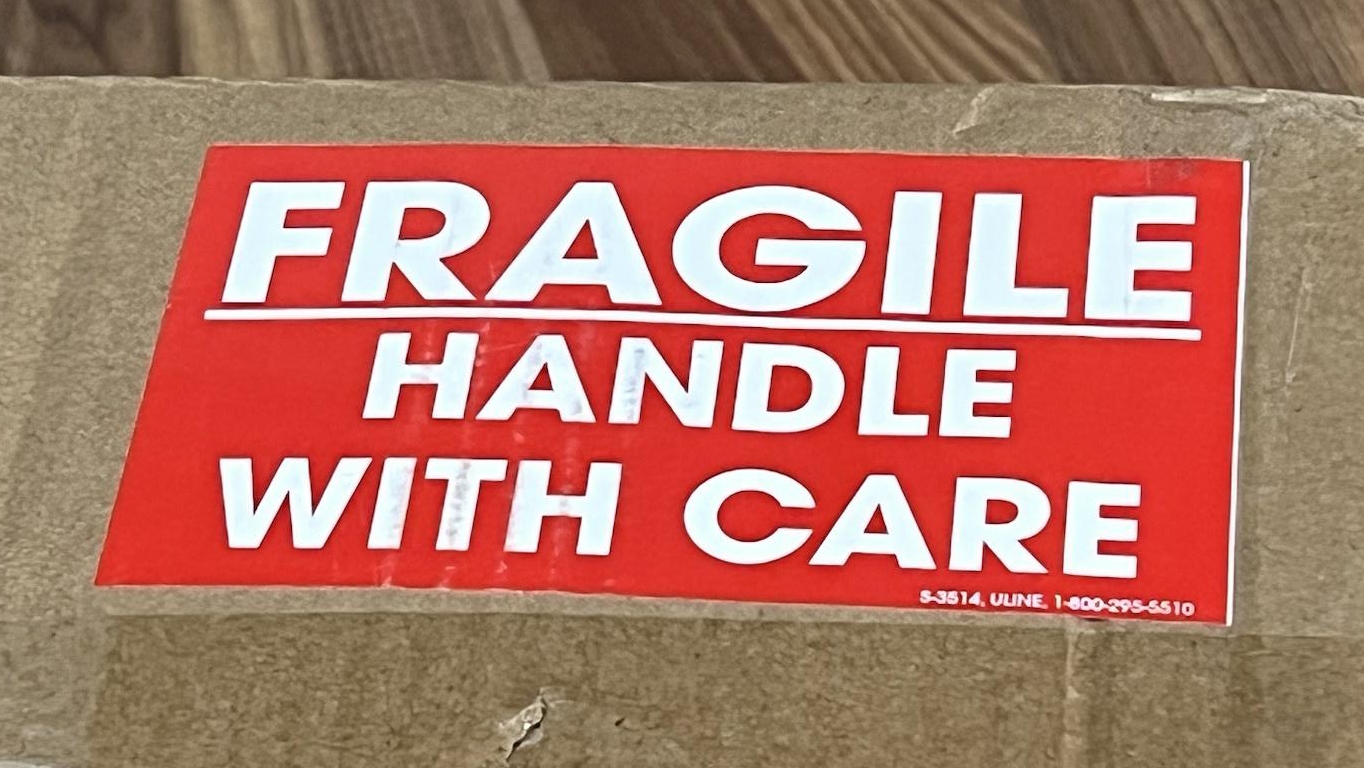 FRAGILE
HANDLE
WITH CARE
S-3514, ULINE, 1-800-295-5510